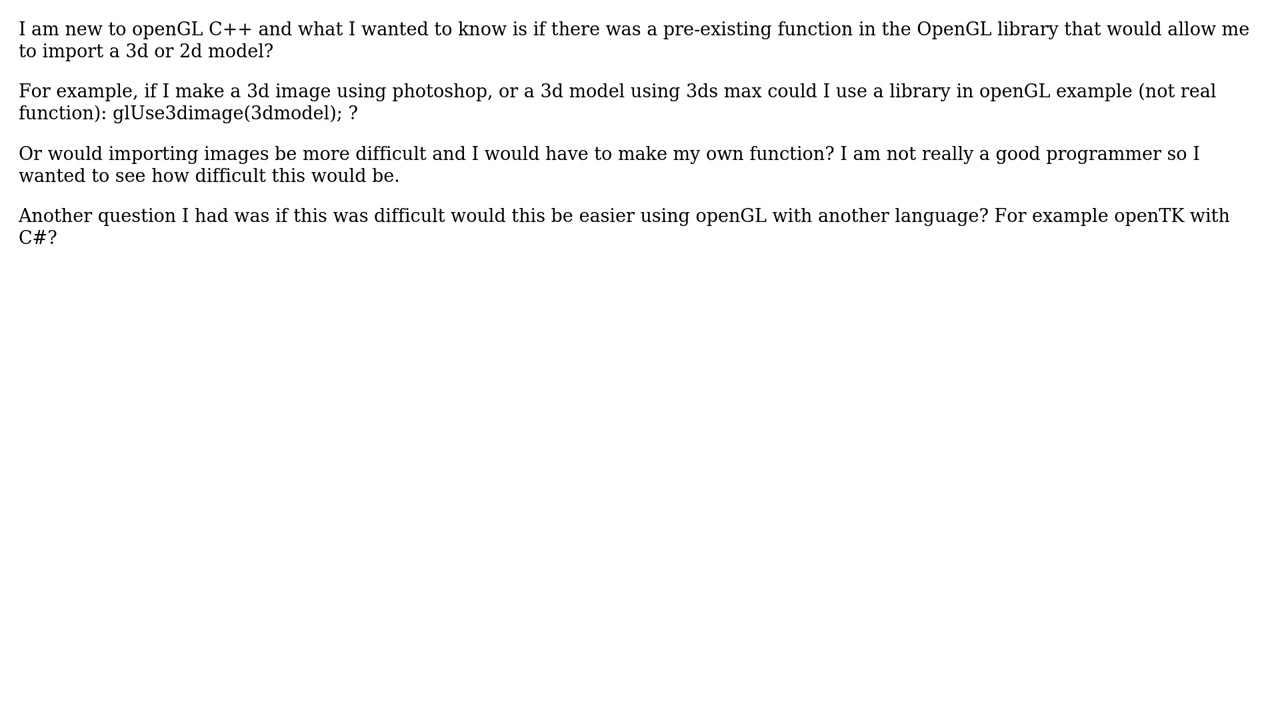 I am new to openGL C++ and what I wanted to know is if there was a pre-existing function in the OpenGL library that would allow me
to import a 3d or 2d model?
For example, if I make a 3d image using photoshop, or a 3d model using 3ds max could I use a library in openGL example (not real
function): glUse3dimage(3dmodel); ?
Or would importing images be more difficult and I would have to make my own function? I am not really a good programmer so I
wanted to see how difficult this would be.
Another question I had was if this was difficult would this be easier using openGL with another language? For example openTK with
C#?